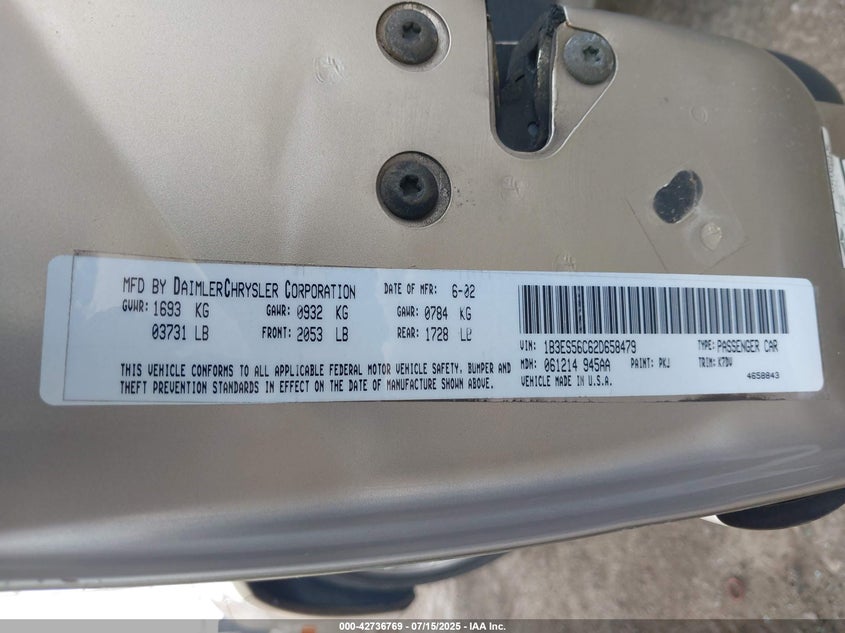 MFD BY DAIMLERCHRYSLER CORPORATION DATE OF MFR: 6-02
GVWR: 1693 KG GAWR: 0932 KG GAWR: 0784 KG
03731 LB FRONT: 2053 LB REAR: 1728 LB
THIS VEHICLE CONFORMS TO ALL APPLICABLE FEDERAL MOTOR VEHICLE SAFETY, BUMPER AND
THEFT PREVENTION STANDARDS IN EFFECT ON THE DATE OF MANUFACTURE SHOWN ABOVE.
VIN: 1B3ES56C62D658479 TYPE: PASSENGER CAR
MDH: 061214 945AA PAINT: PKJ TRIM: K7DV
VEHICLE MADE IN U.S.A. 4658843
000-42736769 - 07/15/2025 - IAA Inc.